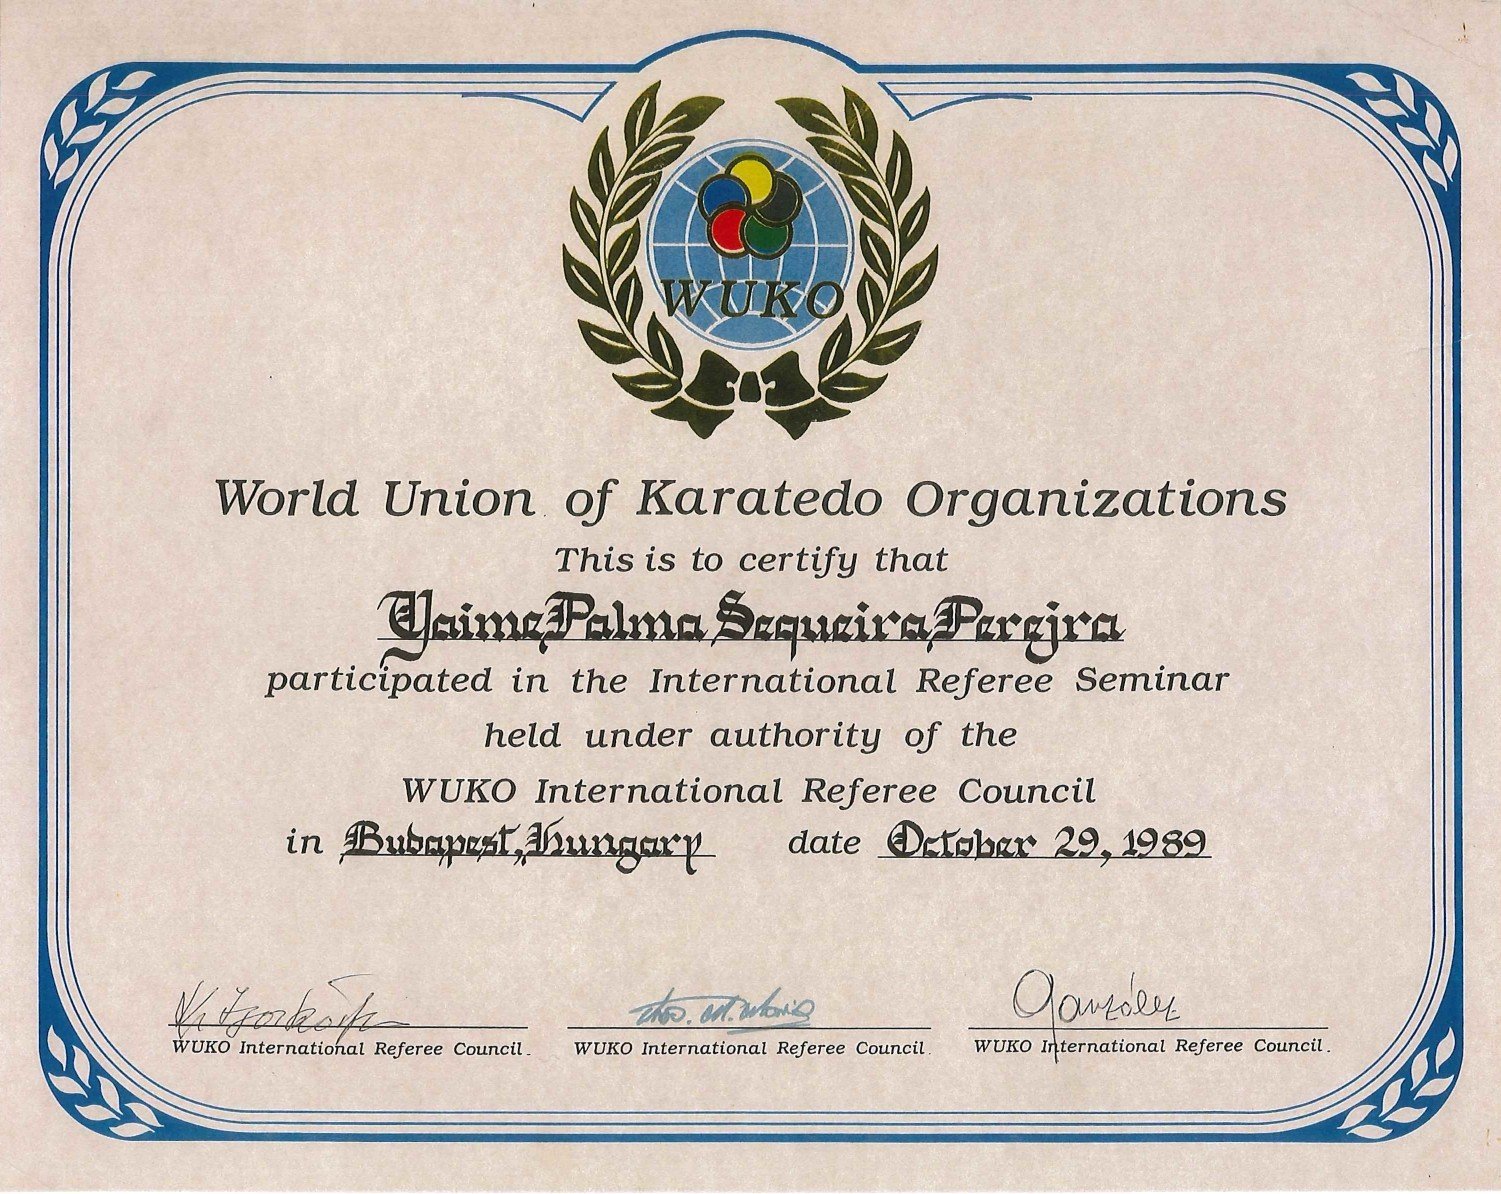 WUKO
World Union of Karatedo Organizations
This is to certify that
Yaime Palma Sequeira Perejra
participated in the International Referee Seminar
held under authority of the
WUKO International Referee Council
in Budapest, Hungary date October 29, 1989
González
WUKO International Referee Council. WUKO International Referee Council. WUKO International Referee Council.